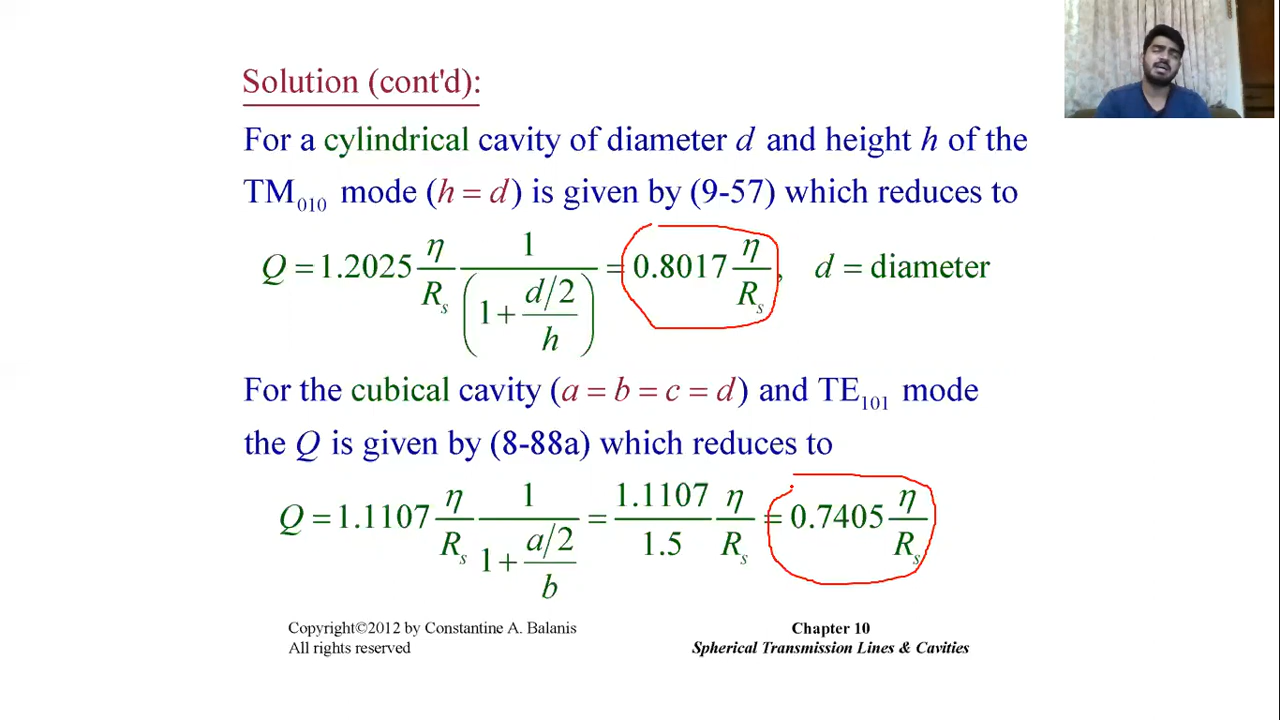 Solution (cont'd):
For a cylindrical cavity of diameter d and height h of the
TM₀₁₀ mode (h = d) is given by (9-57) which reduces to
Q = 1.2025 η/Rₛ 1/(1 + (d/2)/h) = 0.8017 η/Rₛ, d = diameter
For the cubical cavity (a = b = c = d) and TE₁₀₁ mode
the Q is given by (8-88a) which reduces to
Q = 1.1107 η/Rₛ 1/(1 + (a/2)/b) = 1.1107/1.5 η/Rₛ = 0.7405 η/Rₛ
Copyright©2012 by Constantine A. Balanis
All rights reserved
Chapter 10
Spherical Transmission Lines & Cavities